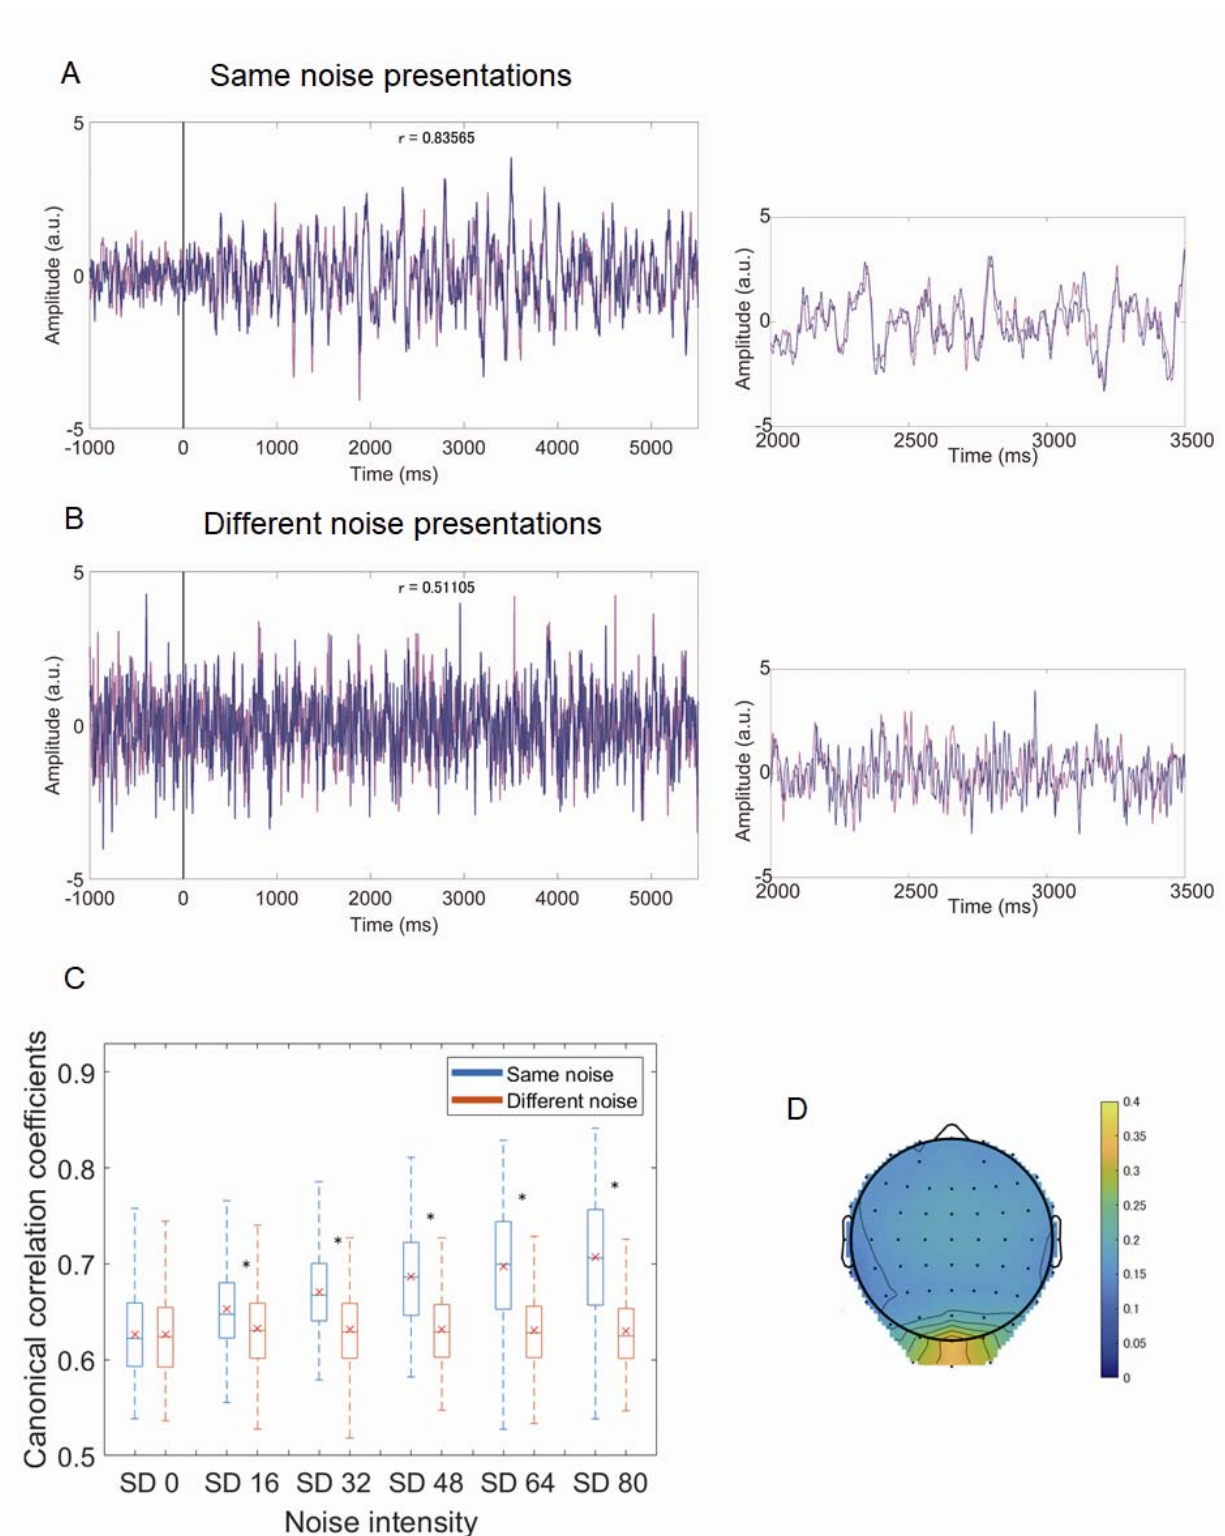 A
Same noise presentations
5
0
-5
Amplitude (a.u.)
r = 0.83565
-1000 0 1000 2000 3000 4000 5000
Time (ms)
5
0
-5
Amplitude (a.u.)
2000 2500 3000 3500
Time (ms)
B
Different noise presentations
5
0
-5
Amplitude (a.u.)
r = 0.51105
-1000 0 1000 2000 3000 4000 5000
Time (ms)
5
0
-5
Amplitude (a.u.)
2000 2500 3000 3500
Time (ms)
C
Canonical correlation coefficients
0.9
0.8
0.7
0.6
0.5
Same noise
Different noise
* * * * *
SD 0 SD 16 SD 32 SD 48 SD 64 SD 80
Noise intensity
D
0.4
0.35
0.3
0.25
0.2
0.15
0.1
0.05
0